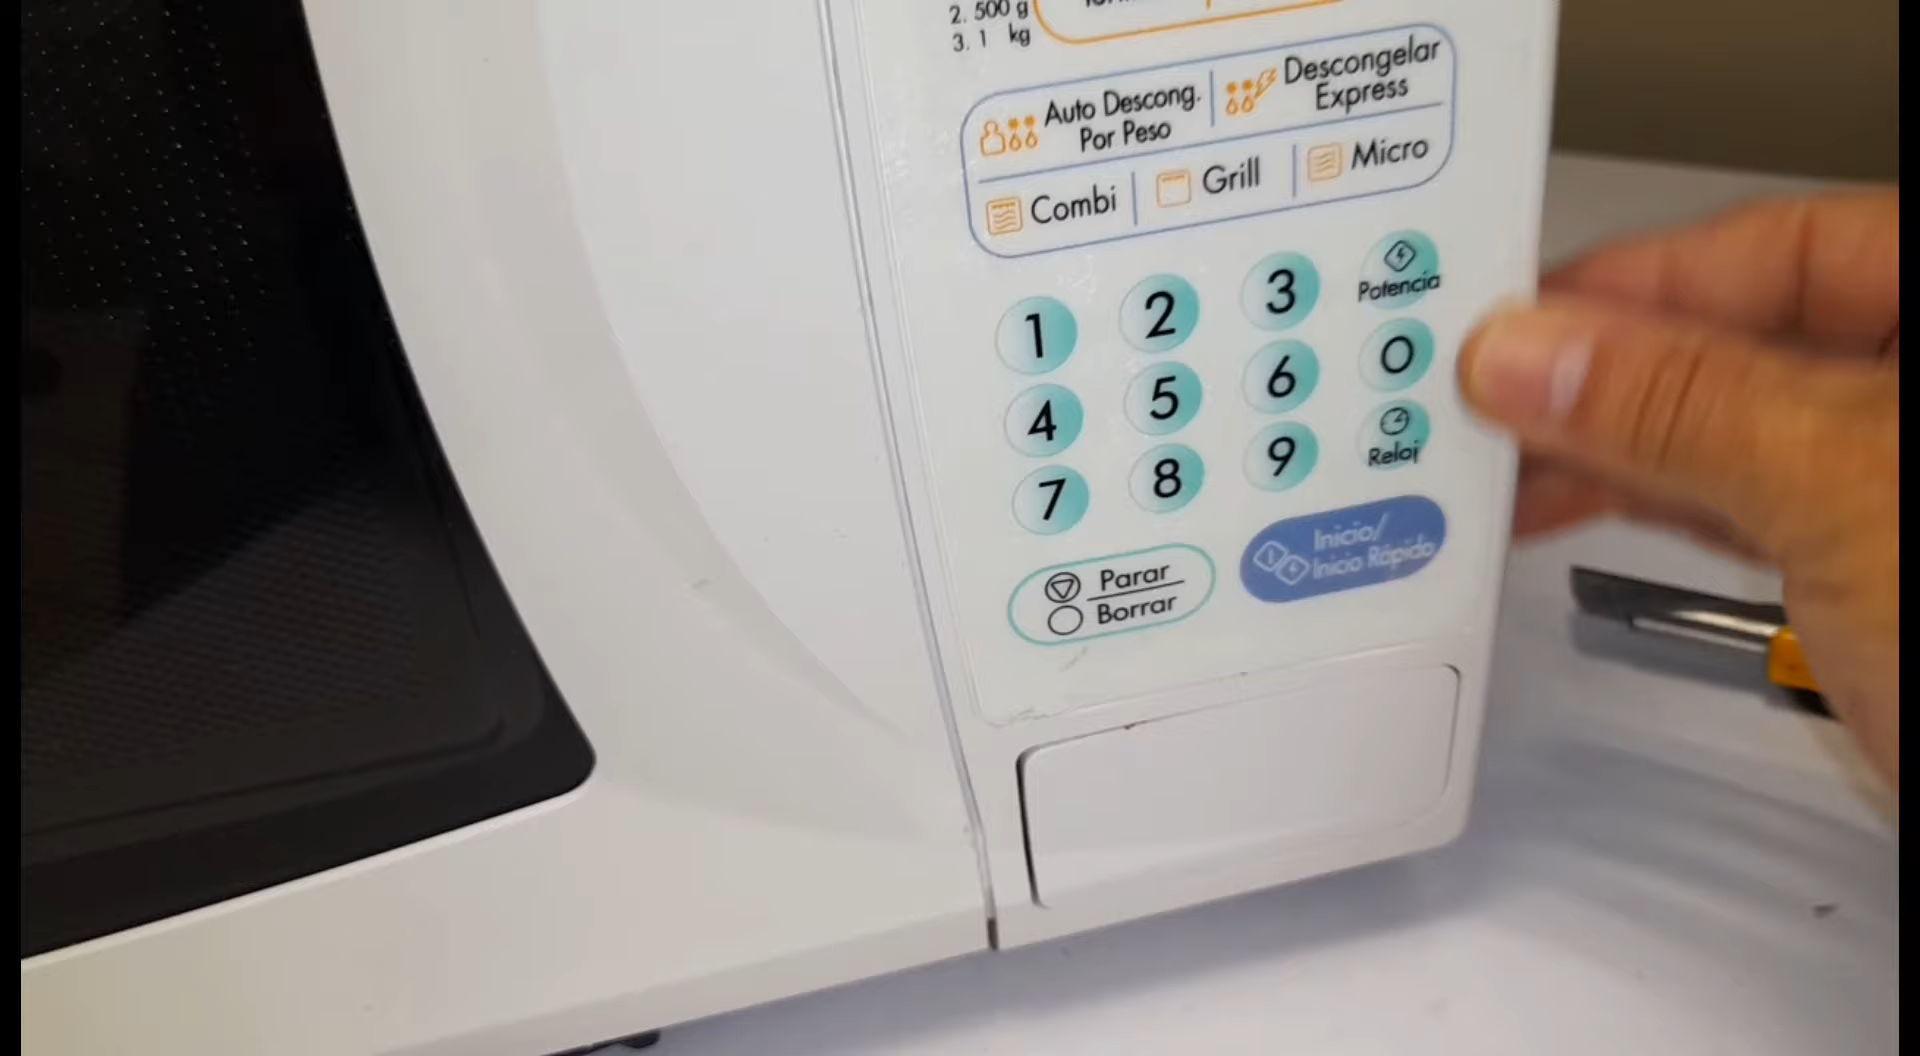 2. 500 g
3. 1 kg
Auto Descong.
Por Peso
Descongelar
Express
Combi
Grill
Micro
1
2
3
Potencia
4
5
6
0
7
8
9
Reloj
Parar
Borrar
Inicio/
Inicio Rápido